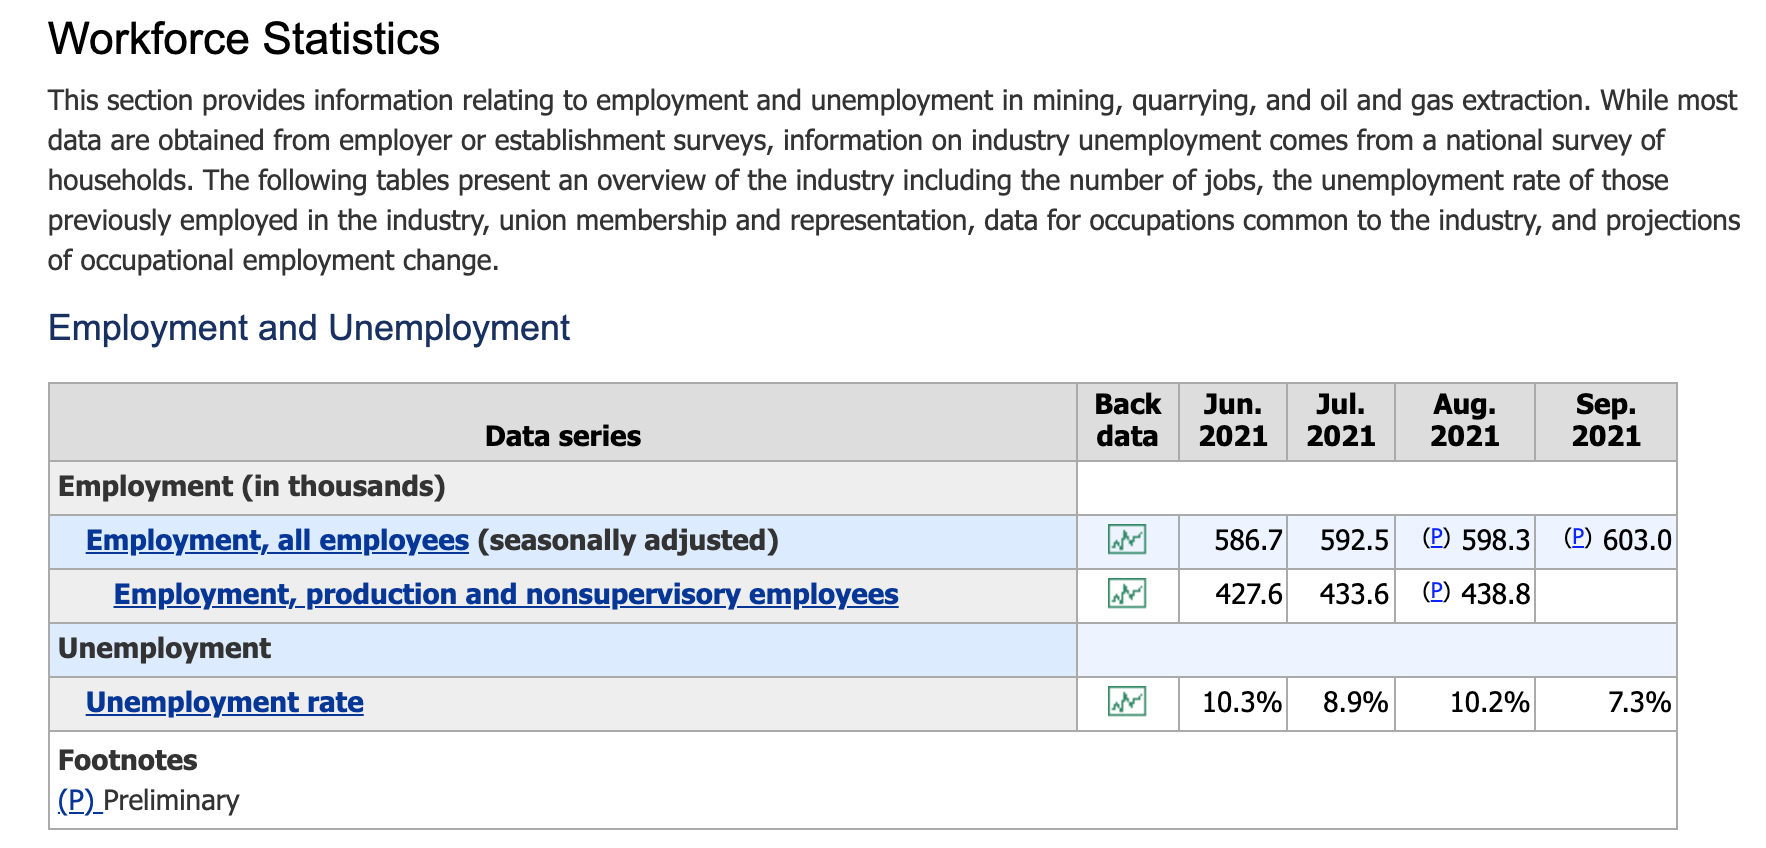 Workforce Statistics
This section provides information relating to employment and unemployment in mining, quarrying, and oil and gas extraction. While most
data are obtained from employer or establishment surveys, information on industry unemployment comes from a national survey of
households. The following tables present an overview of the industry including the number of jobs, the unemployment rate of those
previously employed in the industry, union membership and representation, data for occupations common to the industry, and projections
of occupational employment change.
Employment and Unemployment
Data series Back data Jun. 2021 Jul. 2021 Aug. 2021 Sep. 2021
Employment (in thousands)
Employment, all employees (seasonally adjusted) 586.7 592.5 (P) 598.3 (P) 603.0
Employment, production and nonsupervisory employees 427.6 433.6 (P) 438.8
Unemployment
Unemployment rate 10.3% 8.9% 10.2% 7.3%
Footnotes
(P) Preliminary